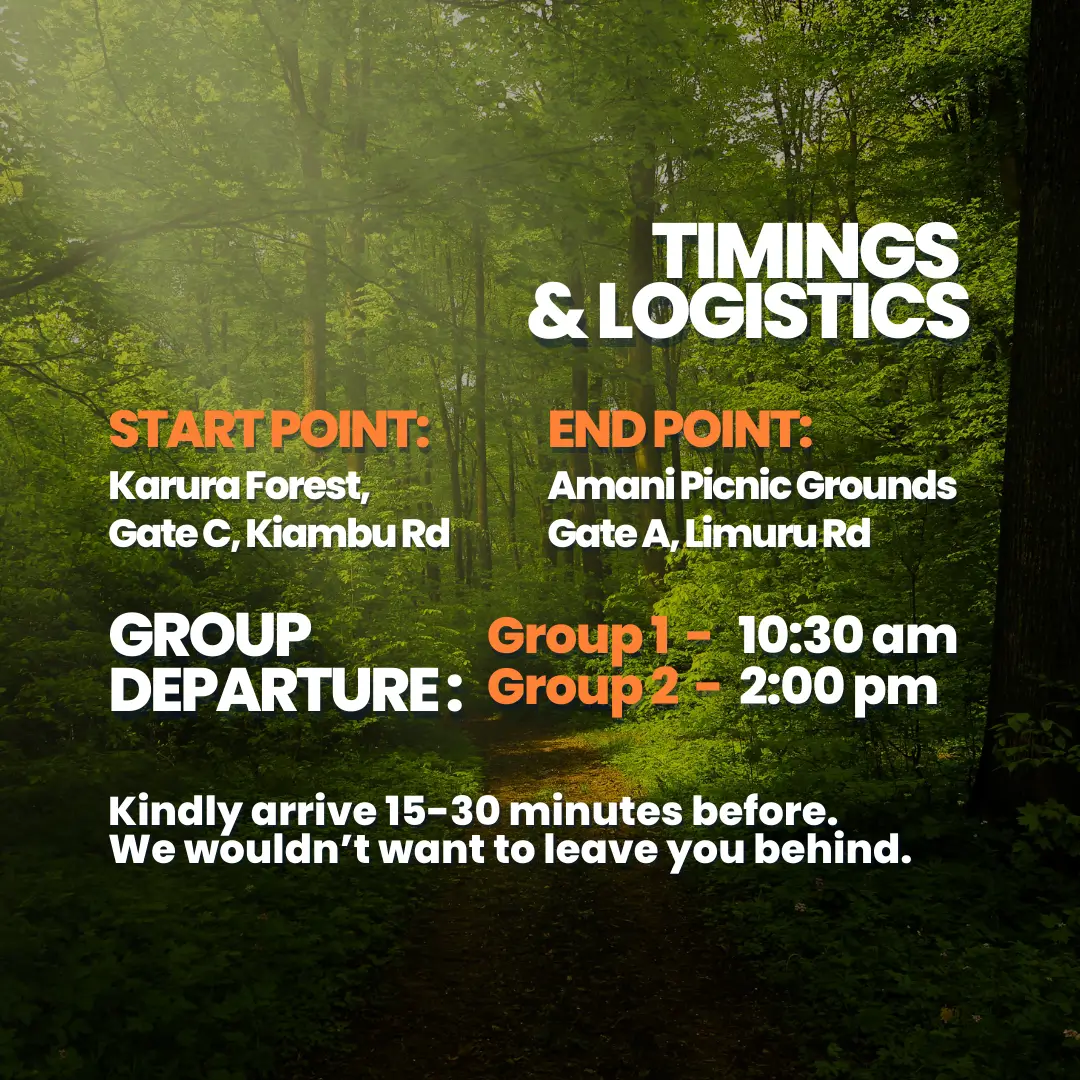 TIMINGS
& LOGISTICS
START POINT:
Karura Forest,
Gate C, Kiambu Rd
END POINT:
Amani Picnic Grounds
Gate A, Limuru Rd
GROUP
DEPARTURE :
Group 1 - 10:30 am
Group 2 - 2:00 pm
Kindly arrive 15-30 minutes before.
We wouldn’t want to leave you behind.